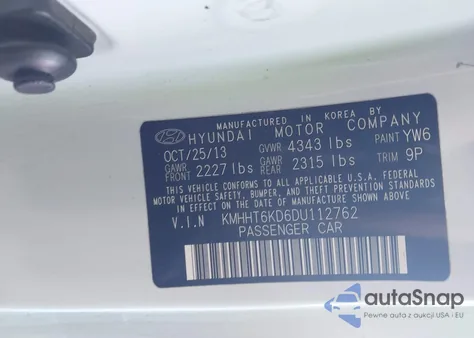 MANUFACTURED IN KOREA BY
HYUNDAI MOTOR COMPANY
OCT/25/13 GVWR 4343 lbs PAINT YW6
GAWR FRONT 2227 lbs GAWR REAR 2315 lbs TRIM 9P
THIS VEHICLE CONFORMS TO ALL APPLICABLE U.S.A. FEDERAL
MOTOR VEHICLE SAFETY, BUMPER, AND THEFT PREVENTION
STANDARDS IN EFFECT ON THE DATE OF MANUFACTURE SHOWN ABOVE.
V.I.N KMHHT6KD6DU112762
PASSENGER CAR
autoSnap
Pewne auta z aukcji USA i EU